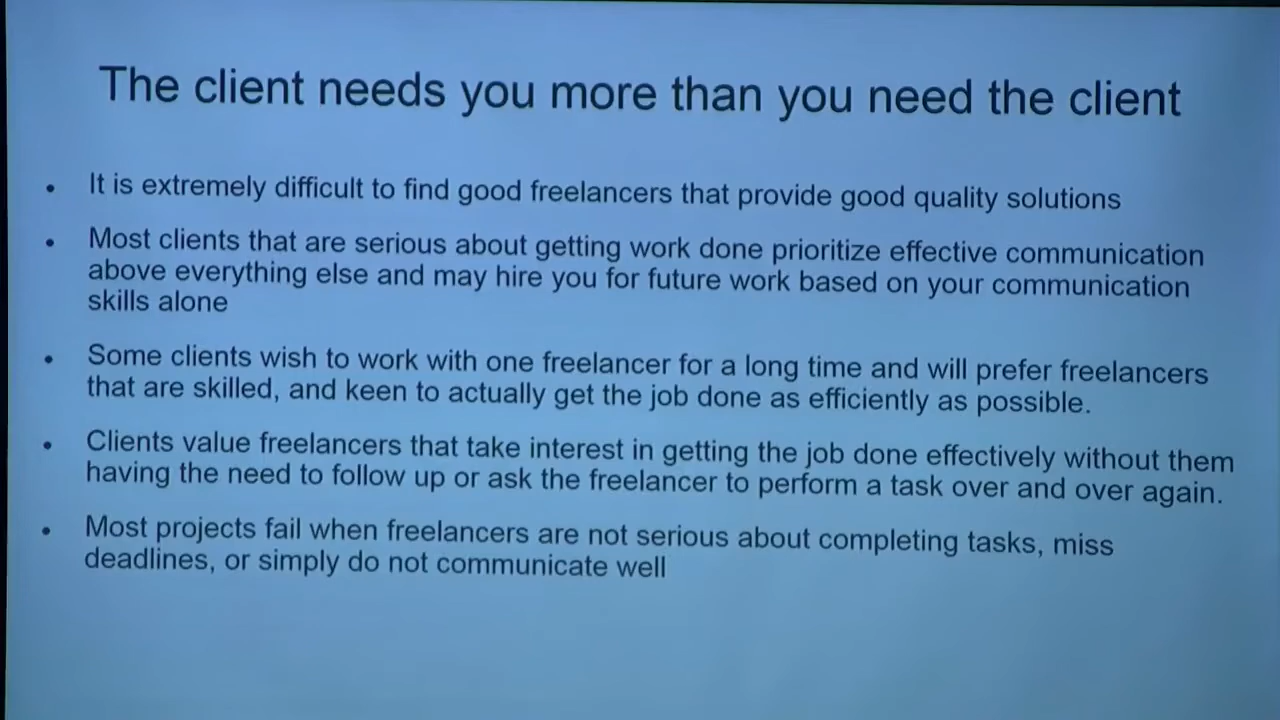 The client needs you more than you need the client
• It is extremely difficult to find good freelancers that provide good quality solutions
• Most clients that are serious about getting work done prioritize effective communication
above everything else and may hire you for future work based on your communication
skills alone
• Some clients wish to work with one freelancer for a long time and will prefer freelancers
that are skilled, and keen to actually get the job done as efficiently as possible.
• Clients value freelancers that take interest in getting the job done effectively without them
having the need to follow up or ask the freelancer to perform a task over and over again.
• Most projects fail when freelancers are not serious about completing tasks, miss
deadlines, or simply do not communicate well